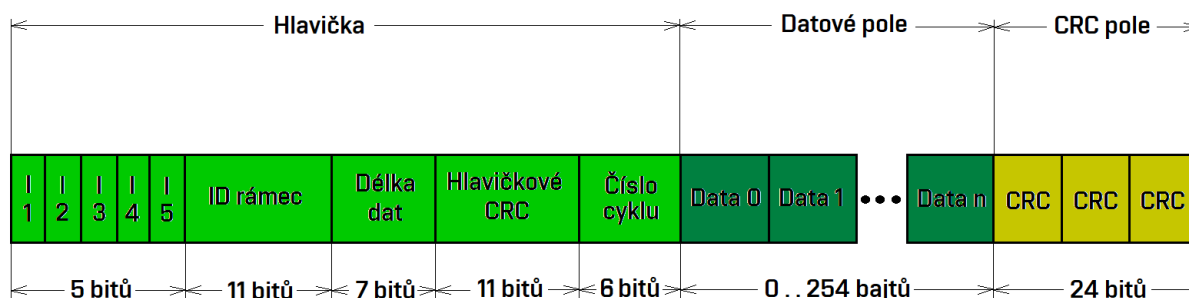 Hlavička Datové pole CRC pole
I 1 I 2 I 3 I 4 I 5 ID rámec Délka dat Hlavičkové CRC Číslo cyklu Data 0 Data 1 ••• Data n CRC CRC CRC
5 bitů 11 bitů 7 bitů 11 bitů 6 bitů 0 . . 254 bajtů 24 bitů